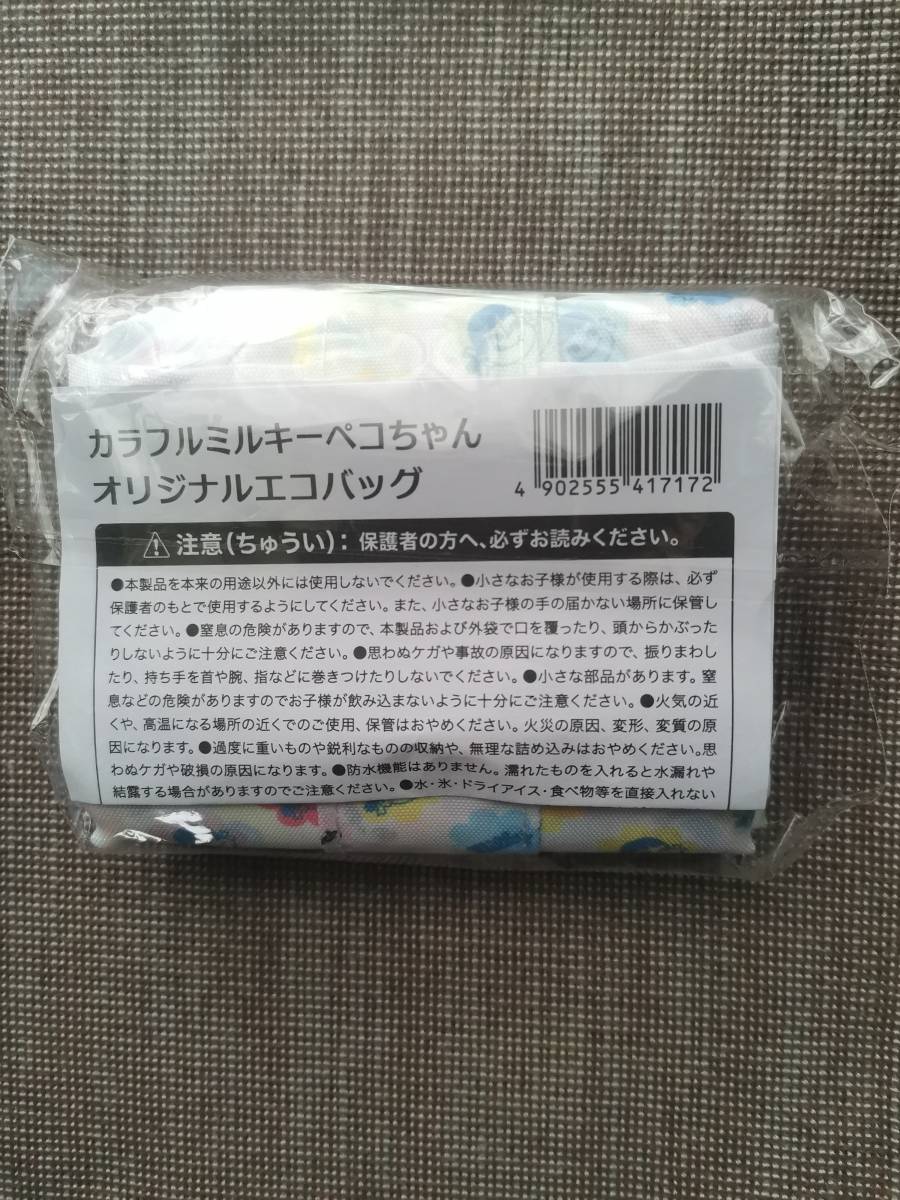 カラフルミルキーペコちゃん
オリジナルエコバッグ
4 902555 417172
注意(ちゅうい):保護者の方へ、必ずお読みください。
●本製品を本来の用途以外には使用しないでください。●小さなお子様が使用する際は、必ず
保護者のもとで使用するようにしてください。また、小さなお子様の手の届かない場所に保管し
てください。●窒息の危険がありますので、本製品および外袋で口を覆ったり、頭からかぶった
りしないように十分にご注意ください。●思わぬケガや事故の原因になりますので、振りまわし
たり、持ち手を首や腕、指などに巻きつけたりしないでください。●小さな部品があります。窒
息などの危険がありますのでお子様が飲み込まないように十分にご注意ください。●火気の近
くや、高温になる場所の近くでのご使用、保管はおやめください。火災の原因、変形、変質の原
因になります。●過度に重いものや鋭利なものの収納や、無理な詰め込みはおやめください。思
わぬケガや破損の原因になります。●防水機能はありません。濡れたものを入れると水漏れや
結露する場合がありますのでご注意ください。●水・氷・ドライアイス・食べ物等を直接入れない